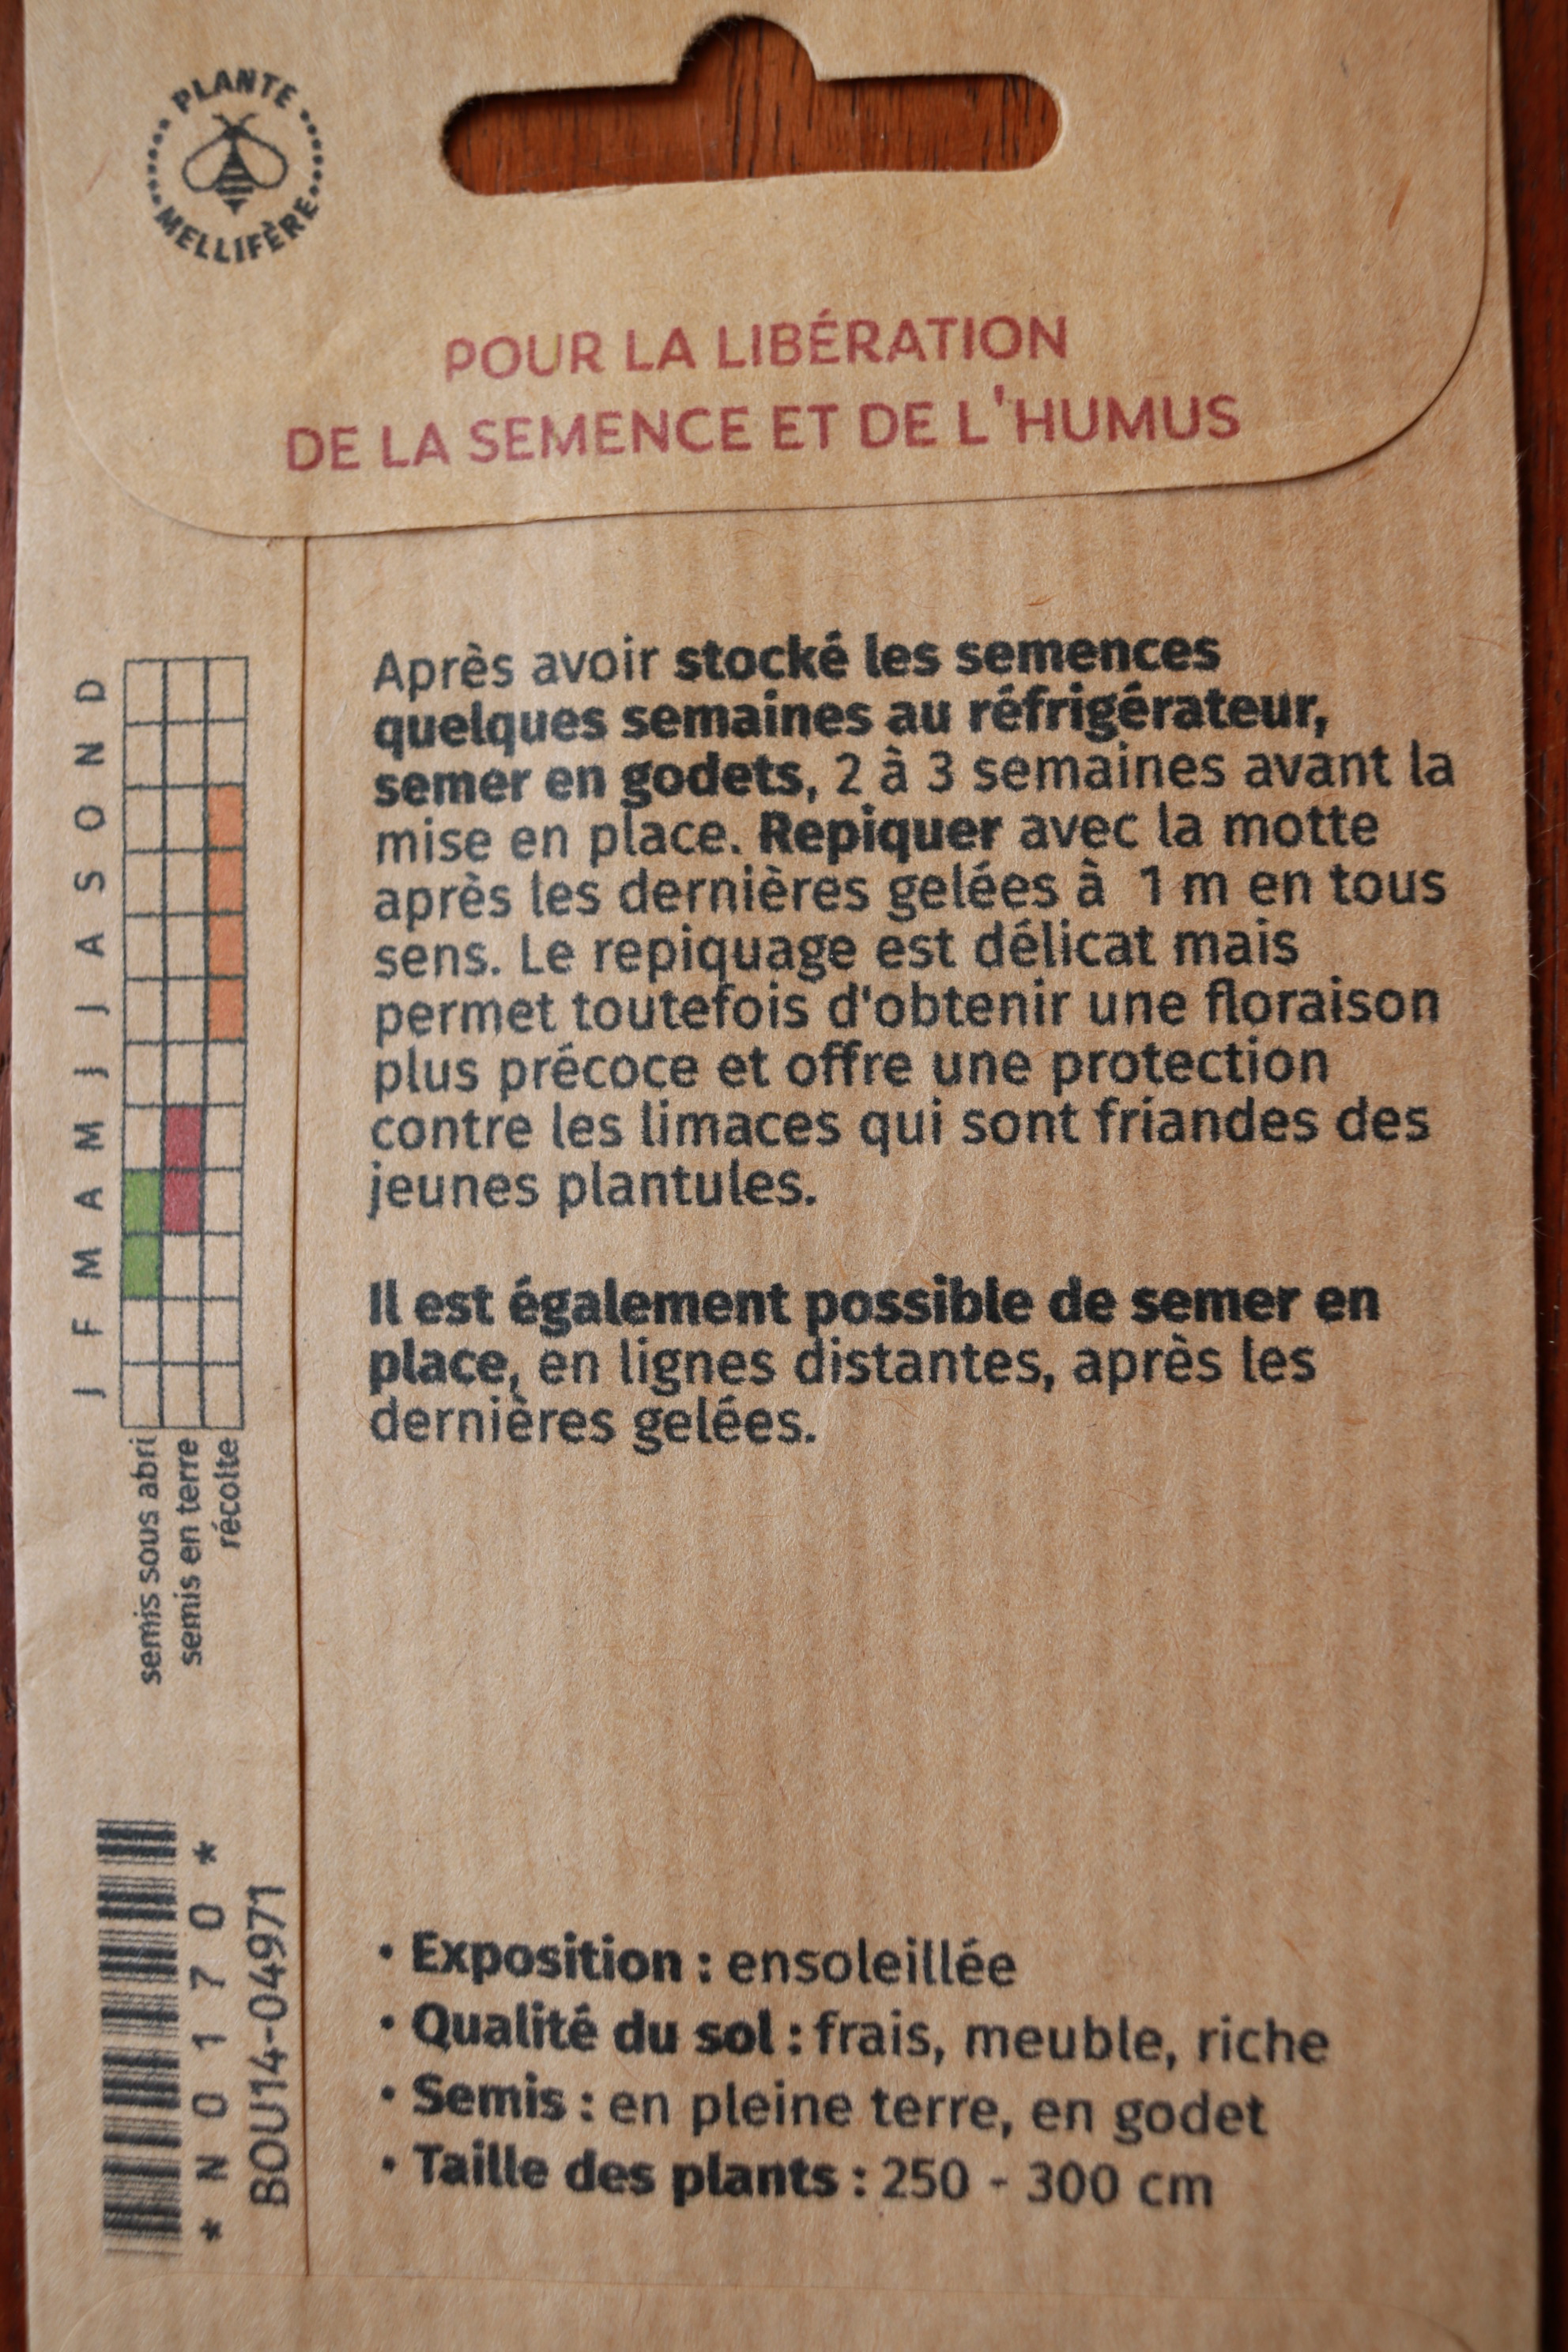 PLANTE
MELLIFÈRE
POUR LA LIBÉRATION
DE LA SEMENCE ET DE L'HUMUS
Après avoir stocké les semences
quelques semaines au réfrigérateur,
semer en godets, 2 à 3 semaines avant la
mise en place. Repiquer avec la motte
après les dernières gelées à 1 m en tous
sens. Le repiquage est délicat mais
permet toutefois d'obtenir une floraison
plus précoce et offre une protection
contre les limaces qui sont friandes des
jeunes plantules.
Il est également possible de semer en
place, en lignes distantes, après les
dernières gelées.
• Exposition : ensoleillée
• Qualité du sol : frais, meuble, riche
• Semis : en pleine terre, en godet
• Taille des plants : 250 - 300 cm
J F M A M J J A S O N D
semis sous abri
semis en terre
récolte
* N 0 1 7 0 *
BOU14-04971